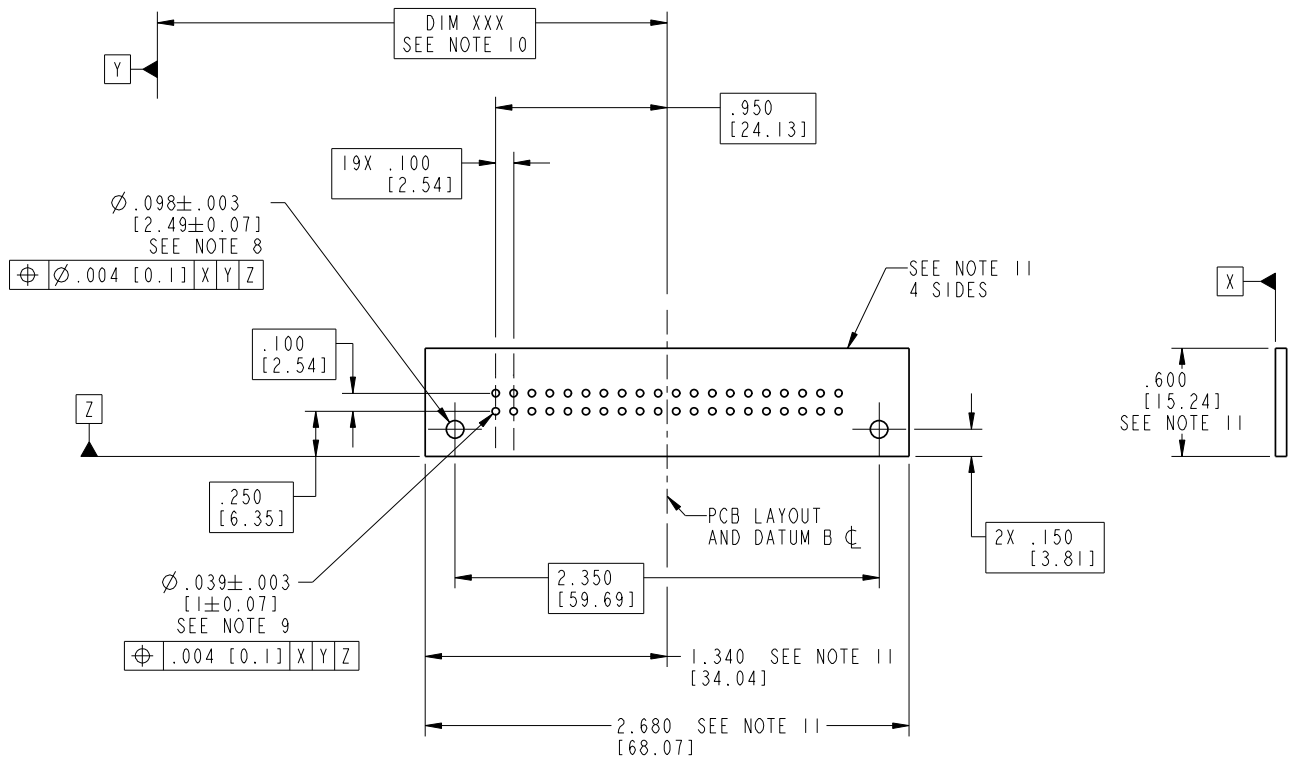 DIM XXX
SEE NOTE 10
Y
.950
[24.13]
19X .100
[2.54]
Ø.098±.003
[2.49±0.07]
SEE NOTE 8
⌖ Ø.004 [0.1] X Y Z
SEE NOTE 11
4 SIDES
X
.100
[2.54]
.600
[15.24]
SEE NOTE 11
Z
.250
[6.35]
PCB LAYOUT
AND DATUM B ℄
2X .150
[3.81]
Ø.039±.003
[1±0.07]
SEE NOTE 9
⌖ .004 [0.1] X Y Z
2.350
[59.69]
1.340 SEE NOTE 11
[34.04]
2.680 SEE NOTE 11
[68.07]